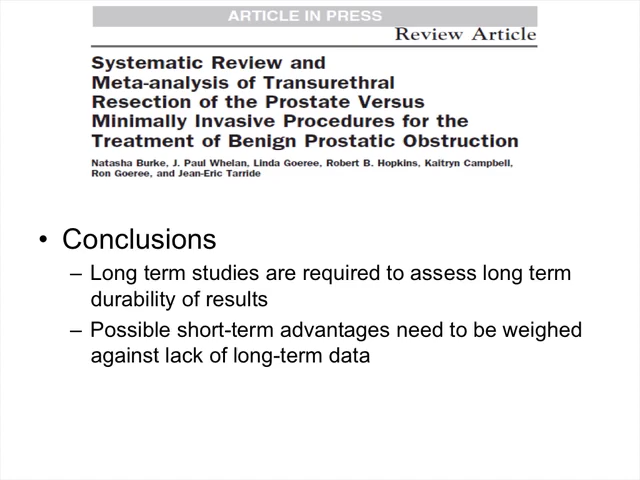 ARTICLE IN PRESS
Review Article
Systematic Review and
Meta-analysis of Transurethral
Resection of the Prostate Versus
Minimally Invasive Procedures for the
Treatment of Benign Prostatic Obstruction
Natasha Burke, J. Paul Whelan, Linda Goeree, Robert B. Hopkins, Kaitryn Campbell,
Ron Goeree, and Jean-Eric Tarride
• Conclusions
– Long term studies are required to assess long term
durability of results
– Possible short-term advantages need to be weighed
against lack of long-term data